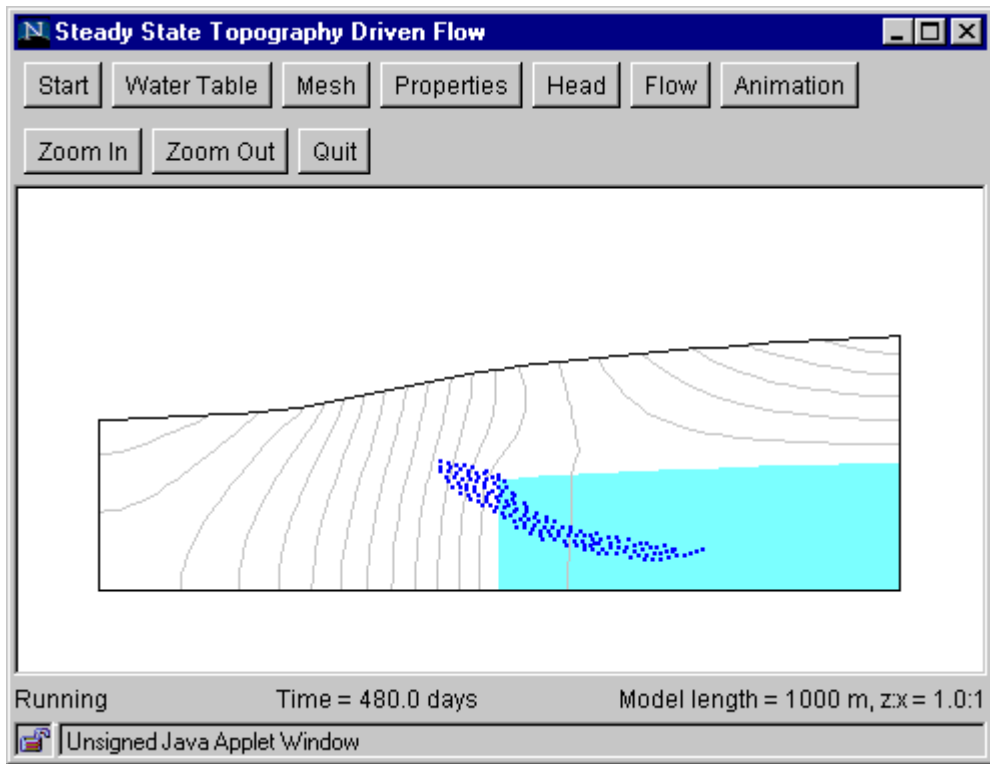 N Steady State Topography Driven Flow
Start Water Table Mesh Properties Head Flow Animation
Zoom In Zoom Out Quit
Running Time = 480.0 days Model length = 1000 m, z:x = 1.0:1
Unsigned Java Applet Window